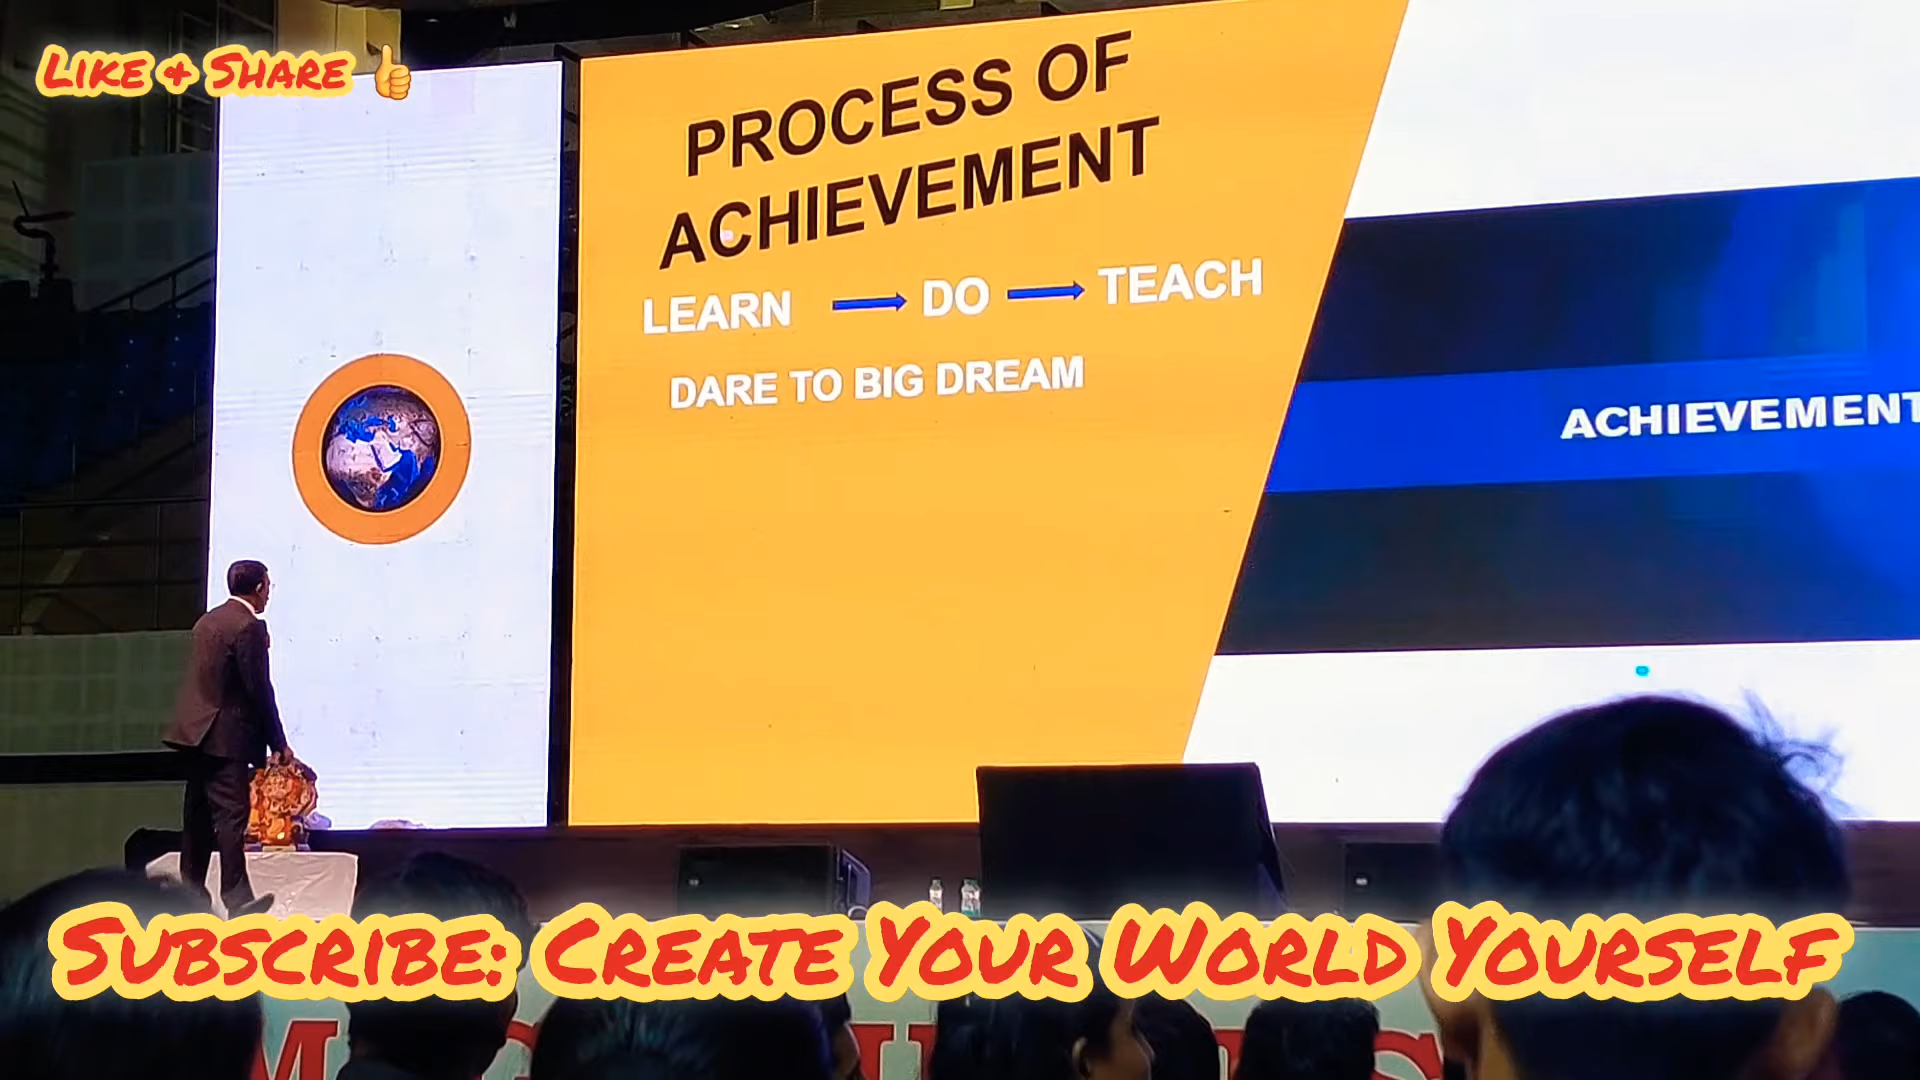 LIKE & SHARE 👍
PROCESS OF
ACHIEVEMENT
LEARN → DO → TEACH
DARE TO BIG DREAM
ACHIEVEMENT
SUBSCRIBE: CREATE YOUR WORLD YOURSELF